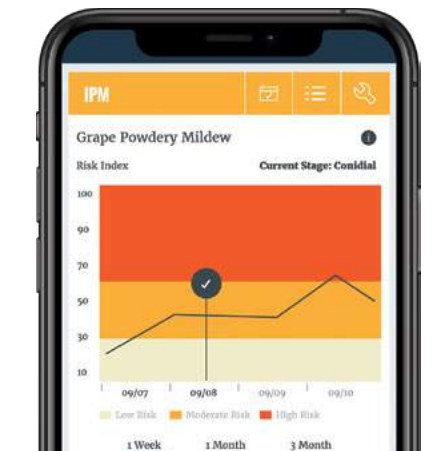 IPM
Grape Powdery Mildew
Risk Index Current Stage: Conidial
100
90
70
50
30
10
09/07 09/08 09/09 09/10
Low Risk Moderate Risk High Risk
1 Week 1 Month 3 Month